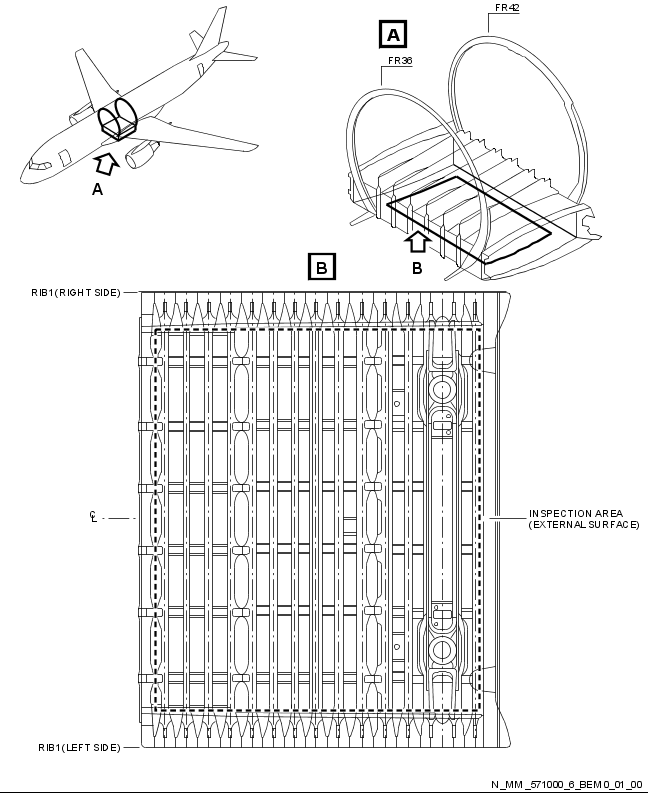 FR42
A
FR36
A
B
B
RIB1(RIGHT SIDE)
℄
INSPECTION AREA
(EXTERNAL SURFACE)
RIB1(LEFT SIDE)
N_MM_571000_6_BEM0_01_00